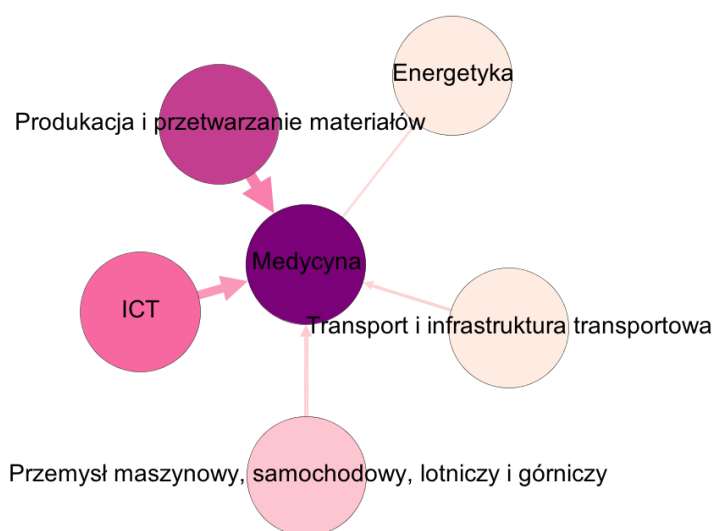 Energetyka
Produkacja i przetwarzanie materiałów
Medycyna
ICT
Transport i infrastruktura transportowa
Przemysł maszynowy, samochodowy, lotniczy i górniczy